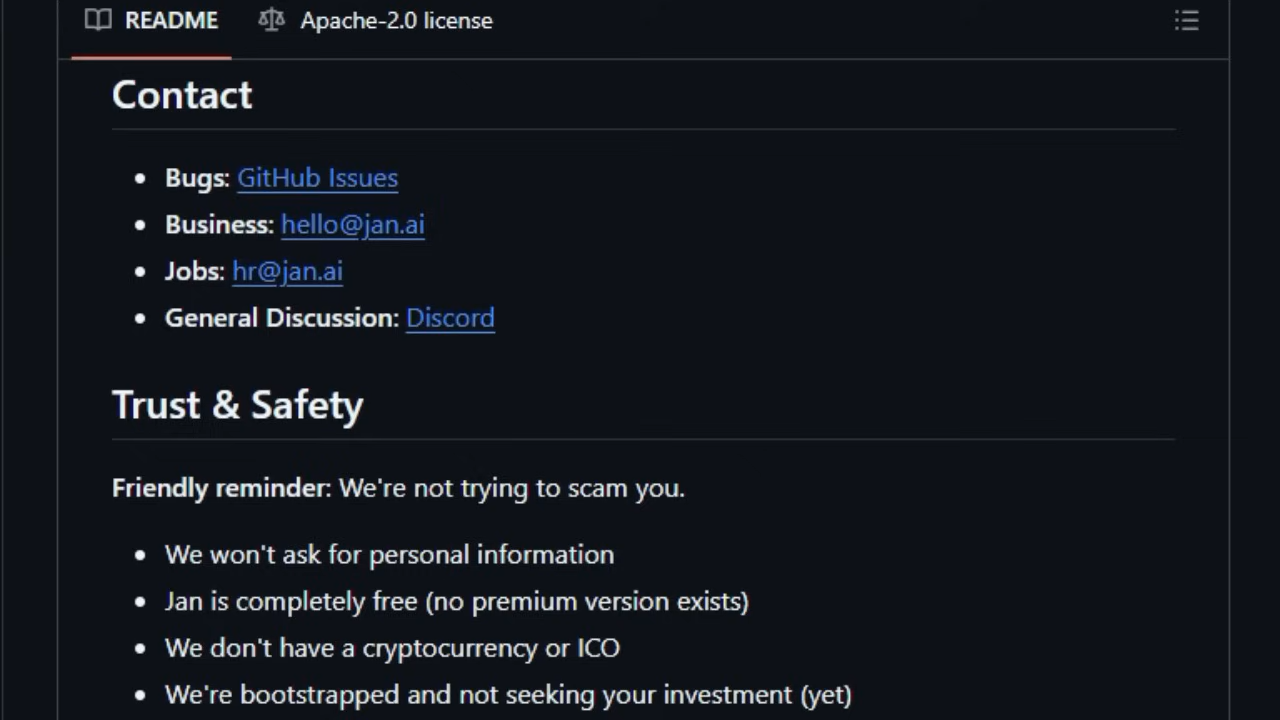 README Apache-2.0 license
Contact
Bugs: GitHub Issues
Business: hello@jan.ai
Jobs: hr@jan.ai
General Discussion: Discord
Trust & Safety
Friendly reminder: We're not trying to scam you.
We won't ask for personal information
Jan is completely free (no premium version exists)
We don't have a cryptocurrency or ICO
We're bootstrapped and not seeking your investment (yet)